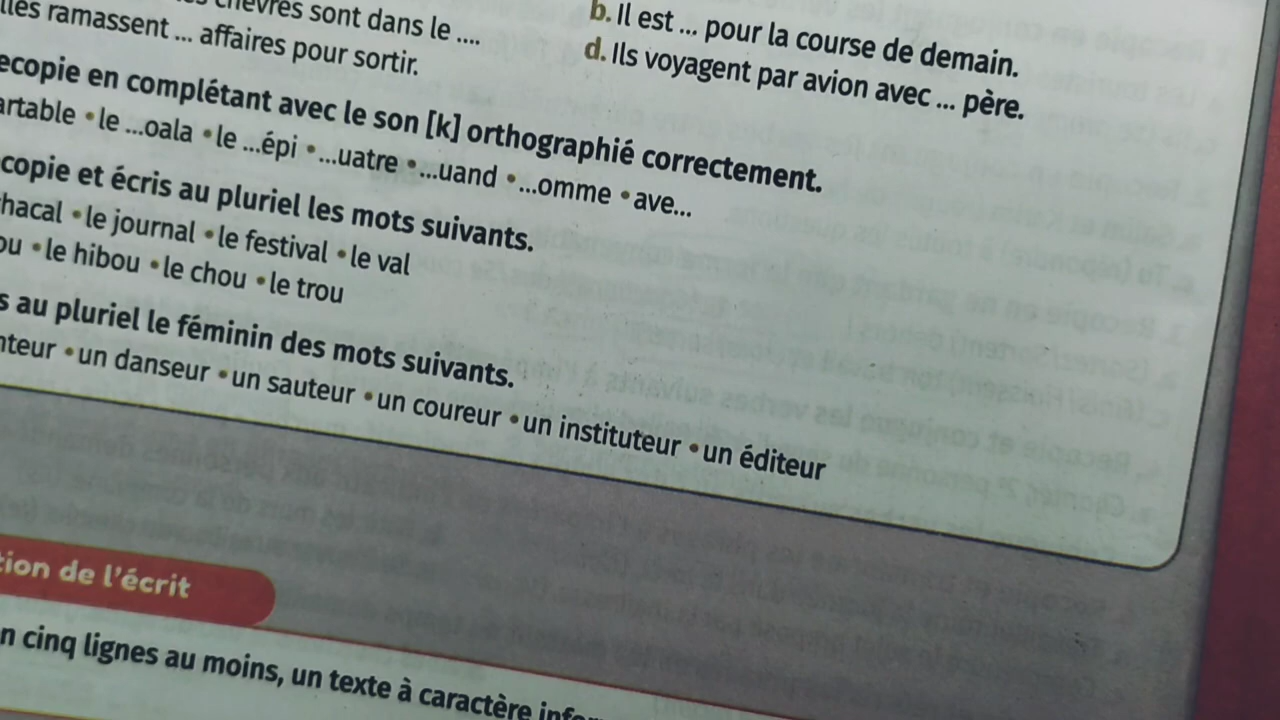 chèvres sont dans le ....
ramassent ... affaires pour sortir.
b. Il est ... pour la course de demain.
d. Ils voyagent par avion avec ... père.
ecopie en complétant avec le son [k] orthographié correctement.
artable • le ...oala • le ...épi • ...uatre • ...uand • ...omme • ave...
copie et écris au pluriel les mots suivants.
hacal • le journal • le festival • le val
ou • le hibou • le chou • le trou
s au pluriel le féminin des mots suivants.
nteur • un danseur • un sauteur • un coureur • un instituteur • un éditeur
tion de l'écrit
n cinq lignes au moins, un texte à caractère